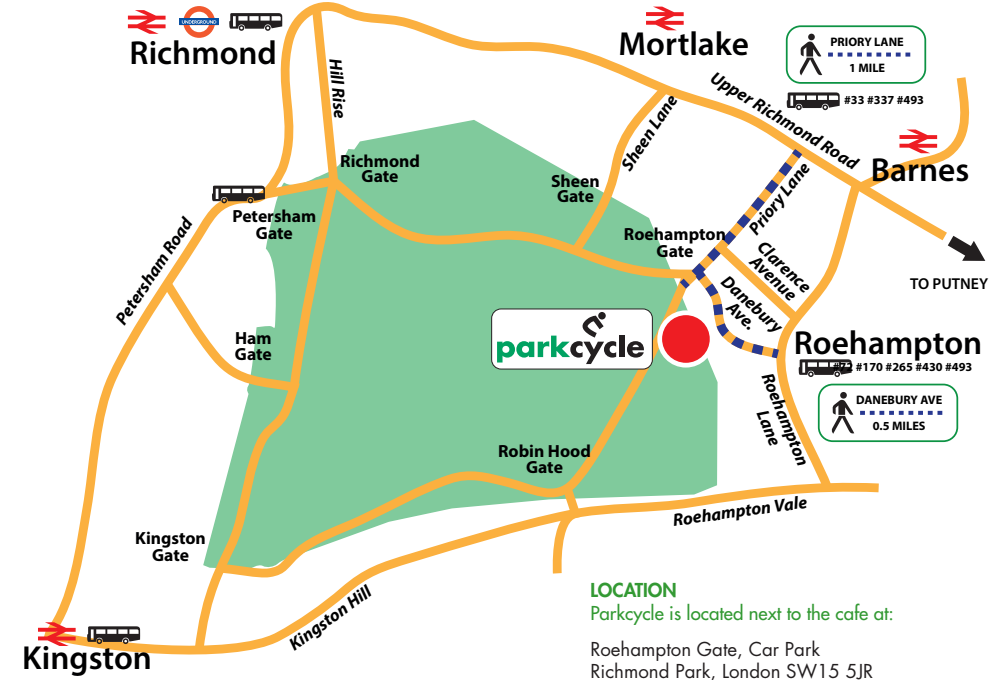 UNDERGROUND
Richmond
Mortlake
PRIORY LANE
1 MILE
#33 #337 #493
Hill Rise
Upper Richmond Road
Barnes
Sheen Lane
Richmond
Gate
Sheen
Gate
Priory Lane
Petersham
Gate
Roehampton
Gate
Clarence
Avenue
TO PUTNEY
Petersham Road
Danebury
Ave.
Ham
Gate
parkcycle
Roehampton
#72 #170 #265 #430 #493
Roehampton
Lane
DANEBURY AVE
0.5 MILES
Robin Hood
Gate
Roehampton Vale
Kingston
Gate
Kingston Hill
Kingston
LOCATION
Parkcycle is located next to the cafe at:
Roehampton Gate, Car Park
Richmond Park, London SW15 5JR